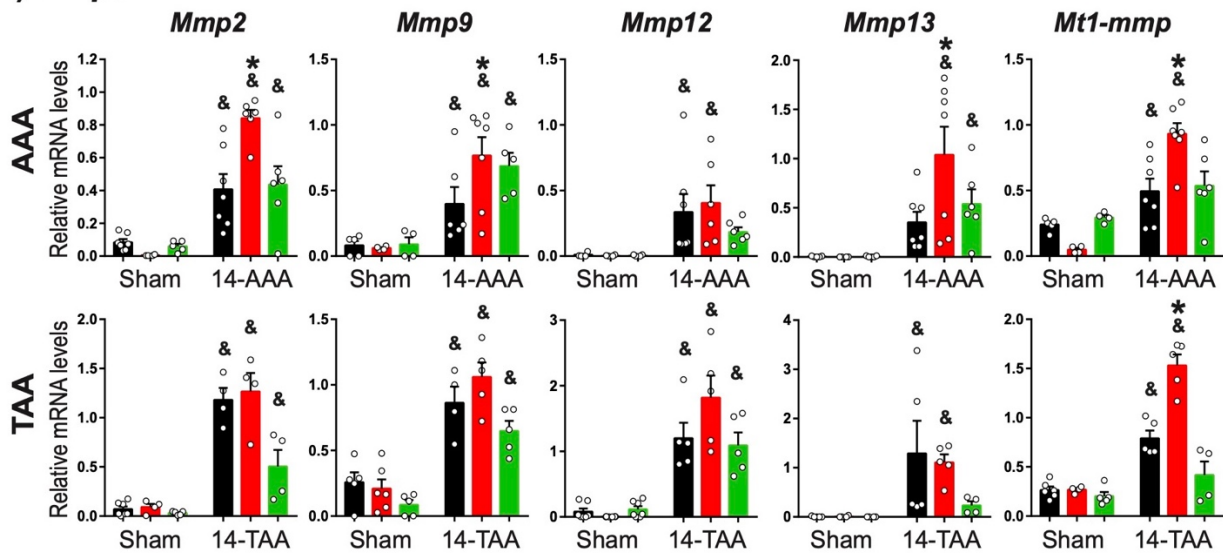 Mmp2 Mmp9 Mmp12 Mmp13 Mt1-mmp
AAA
Relative mRNA levels
1.2 1.0 0.8 0.6 0.4 0.2 0.0
& * & &
Sham 14-AAA
1.5 1.0 0.5 0.0
& * & &
Sham 14-AAA
1.5 1.0 0.5 0.0
& &
Sham 14-AAA
2.0 1.5 1.0 0.5 0.0
* & &
Sham 14-AAA
1.5 1.0 0.5 0.0
& * &
Sham 14-AAA
TAA
Relative mRNA levels
2.0 1.5 1.0 0.5 0.0
& & &
Sham 14-TAA
1.5 1.0 0.5 0.0
& & &
Sham 14-TAA
3 2 1 0
& & &
Sham 14-TAA
4 3 2 1 0
& &
Sham 14-TAA
2.0 1.5 1.0 0.5 0.0
& * &
Sham 14-TAA